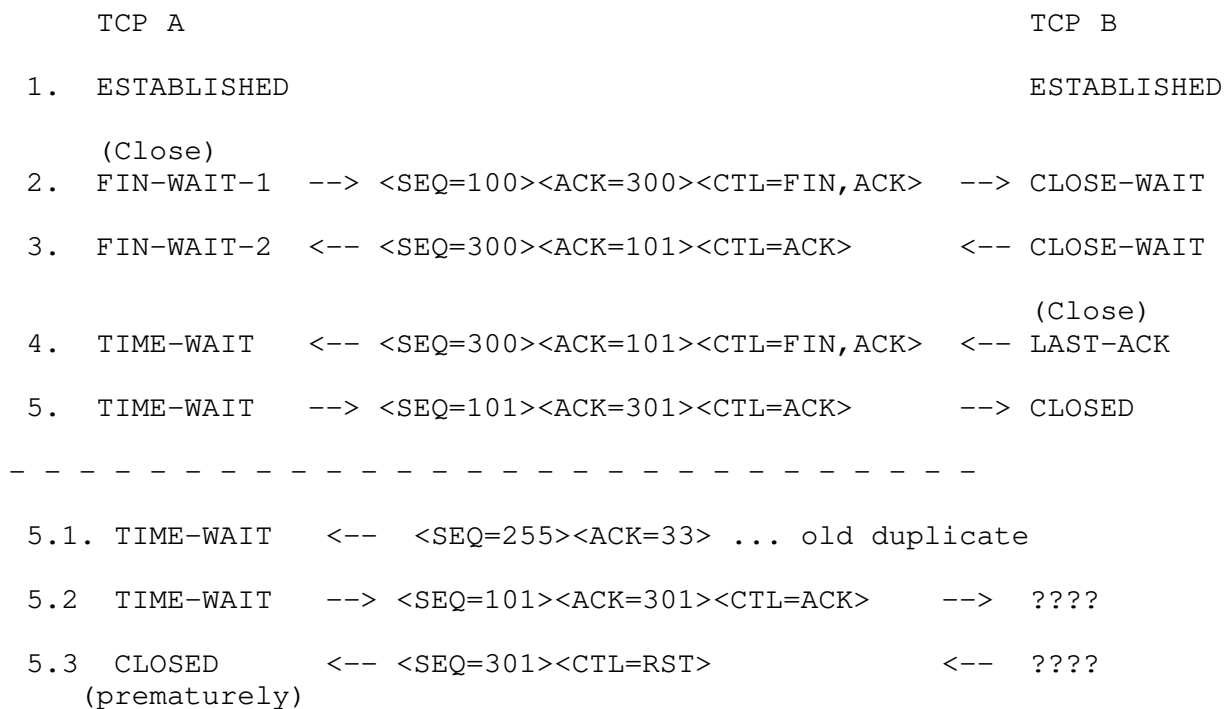 TCP A TCP B
1. ESTABLISHED ESTABLISHED
(Close)
2. FIN-WAIT-1 --> <SEQ=100><ACK=300><CTL=FIN,ACK> --> CLOSE-WAIT
3. FIN-WAIT-2 <-- <SEQ=300><ACK=101><CTL=ACK> <-- CLOSE-WAIT
(Close)
4. TIME-WAIT <-- <SEQ=300><ACK=101><CTL=FIN,ACK> <-- LAST-ACK
5. TIME-WAIT --> <SEQ=101><ACK=301><CTL=ACK> --> CLOSED
- - - - - - - - - - - - - - - - - - - - - - - - - - - -
5.1. TIME-WAIT <-- <SEQ=255><ACK=33> ... old duplicate
5.2 TIME-WAIT --> <SEQ=101><ACK=301><CTL=ACK> --> ????
5.3 CLOSED <-- <SEQ=301><CTL=RST> <-- ????
(prematurely)